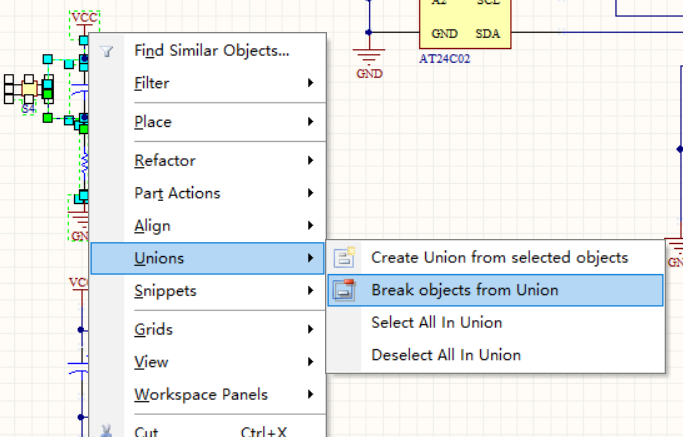 VCC
A2 SCL
GND SDA
AT24C02
GND
S4
Find Similar Objects...
Filter
Place
Refactor
Part Actions
Align
Unions
Snippets
Grids
View
Workspace Panels
Cut Ctrl+X
Create Union from selected objects
Break objects from Union
Select All In Union
Deselect All In Union
GN
VC
GN